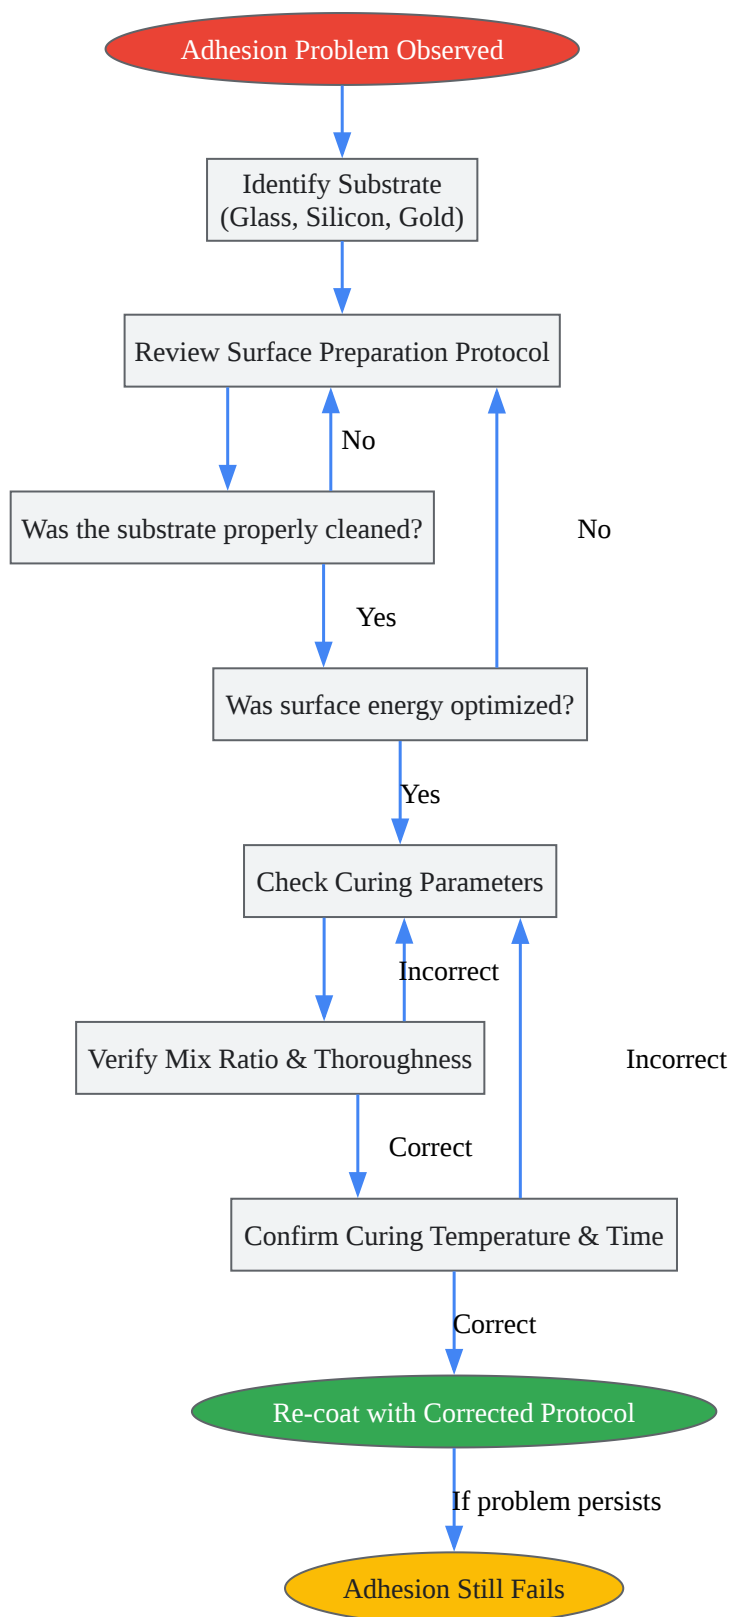 Adhesion Problem Observed
Identify Substrate
(Glass, Silicon, Gold)
Review Surface Preparation Protocol
No
Was the substrate properly cleaned?
No
Yes
Was surface energy optimized?
Yes
Check Curing Parameters
Incorrect
Verify Mix Ratio & Thoroughness
Incorrect
Correct
Confirm Curing Temperature & Time
Correct
Re-coat with Corrected Protocol
If problem persists
Adhesion Still Fails